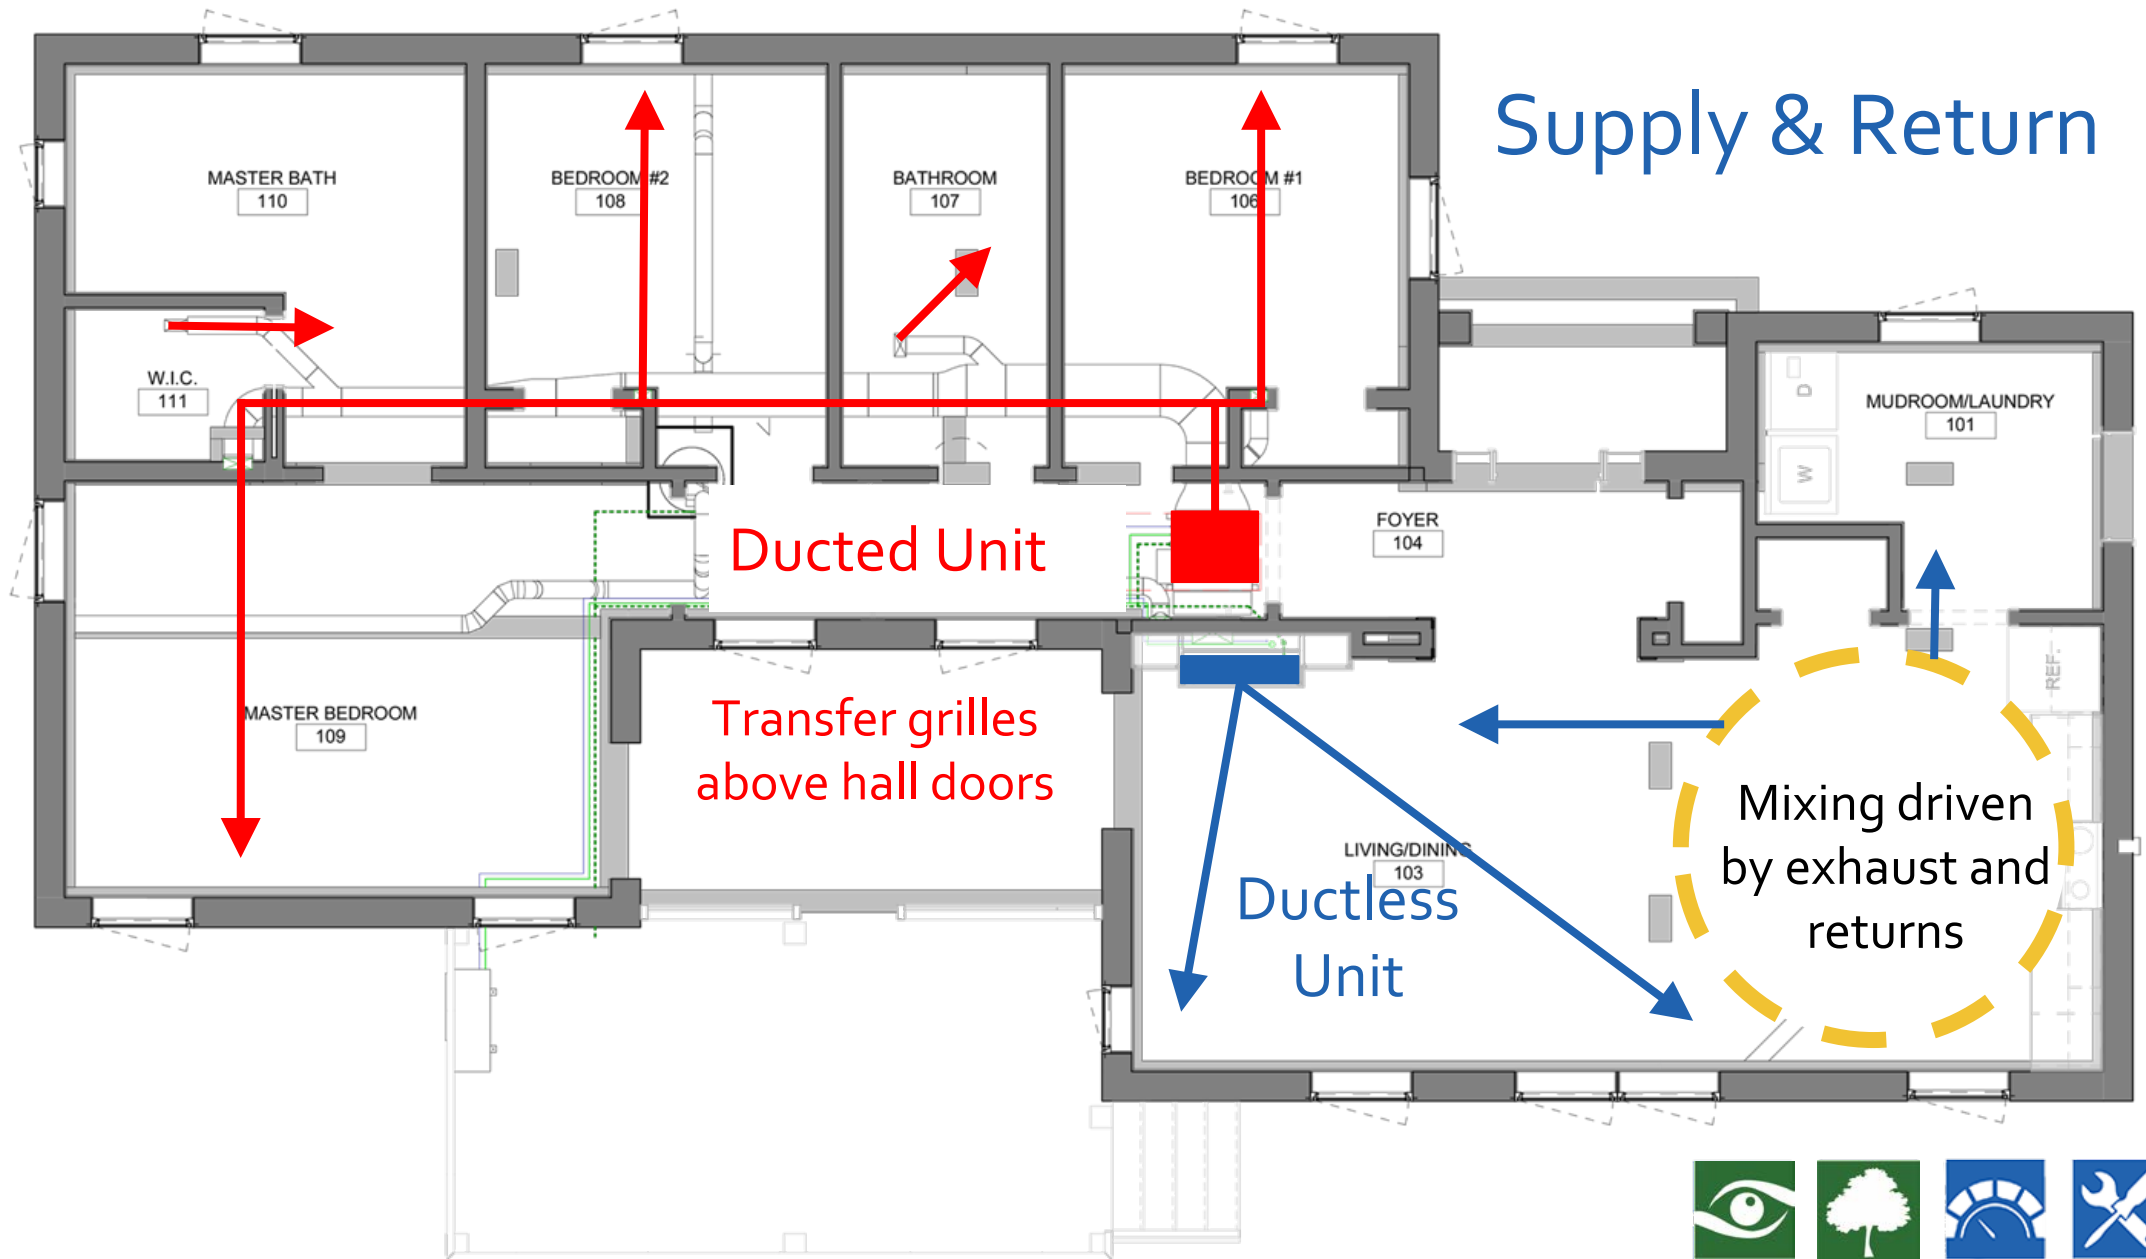 Supply & Return
MASTER BATH
110
BEDROOM #2
108
BATHROOM
107
BEDROOM #1
106
W.I.C.
111
D
MUDROOM/LAUNDRY
101
W
Ducted Unit
FOYER
104
REF.
MASTER BEDROOM
109
Transfer grilles
above hall doors
Mixing driven
by exhaust and
returns
LIVING/DINING
103
Ductless
Unit